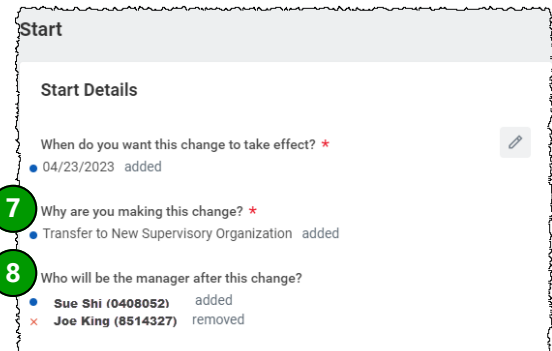 Start
Start Details
When do you want this change to take effect? *
04/23/2023 added
7 Why are you making this change? *
Transfer to New Supervisory Organization added
8 Who will be the manager after this change?
Sue Shi (0408052) added
× Joe King (8514327) removed